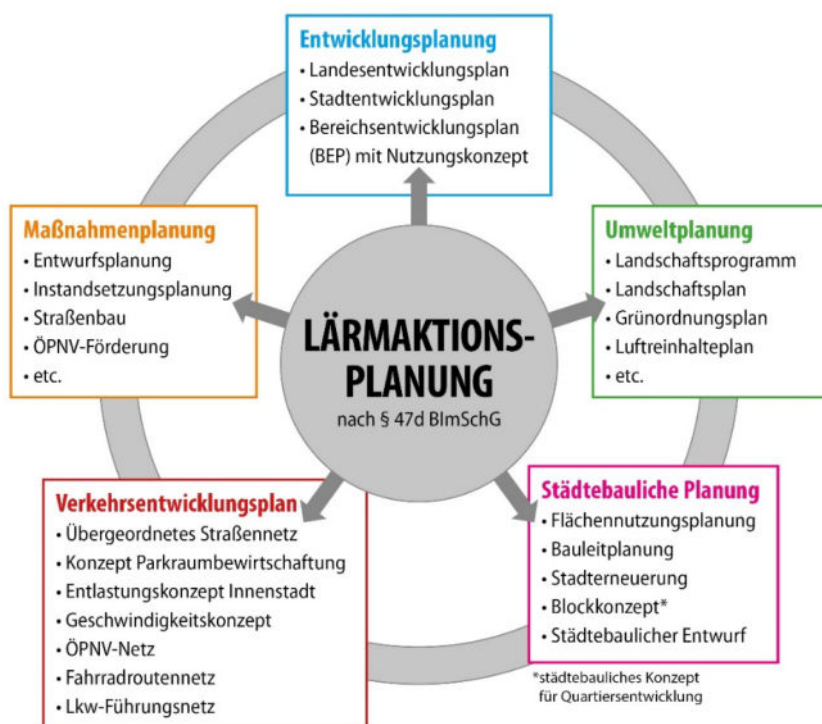 Entwicklungsplanung
• Landesentwicklungsplan
• Stadtentwicklungsplan
• Bereichsentwicklungsplan
(BEP) mit Nutzungskonzept
Maßnahmenplanung
• Entwurfsplanung
• Instandsetzungsplanung
• Straßenbau
• ÖPNV-Förderung
• etc.
Umweltplanung
• Landschaftsprogramm
• Landschaftsplan
• Grünordnungsplan
• Luftreinhalteplan
• etc.
LÄRMAKTIONS-
PLANUNG
nach § 47d BImSchG
Verkehrsentwicklungsplan
• Übergeordnetes Straßennetz
• Konzept Parkraumbewirtschaftung
• Entlastungskonzept Innenstadt
• Geschwindigkeitskonzept
• ÖPNV-Netz
• Fahrradroutennetz
• Lkw-Führungsnetz
Städtebauliche Planung
• Flächennutzungsplanung
• Bauleitplanung
• Stadterneuerung
• Blockkonzept*
• Städtebaulicher Entwurf
*städtebauliches Konzept
für Quartiersentwicklung